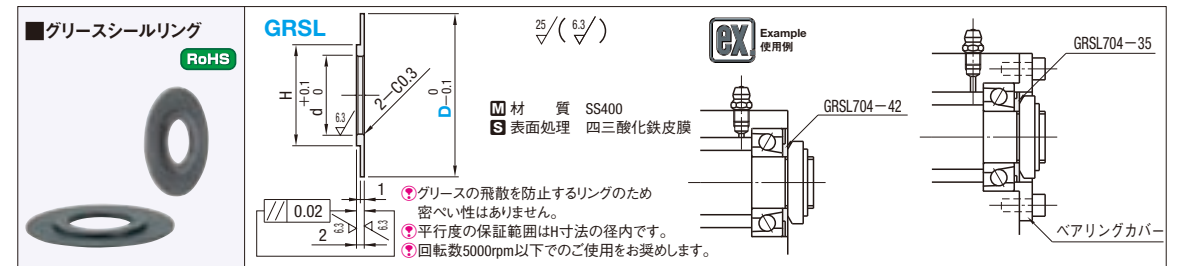 ■グリースシールリング
RoHS
GRSL
H
d +0.1 0
6.3
2−C0.3
D 0 −0.1
1
2
// 0.02
6.3
6.3
25/( 6.3/ )
M 材 質 SS400
S 表面処理 四三酸化鉄皮膜
グリースの飛散を防止するリングのため
密ぺい性はありません。
平行度の保証範囲はH寸法の径内です。
回転数5000rpm以下でのご使用をお奨めします。
ex. Example
使用例
GRSL704−42
GRSL704−35
ベアリングカバー